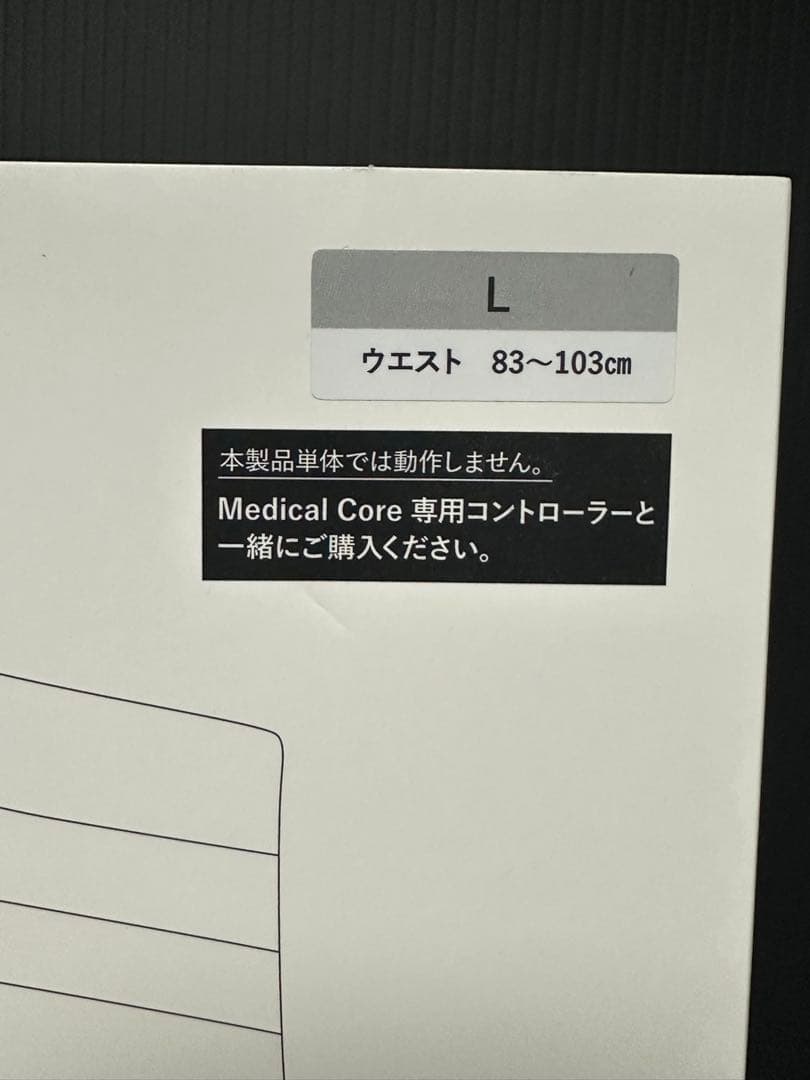 L
ウエスト 83〜103㎝
本製品単体では動作しません。
Medical Core 専用コントローラーと
一緒にご購入ください。